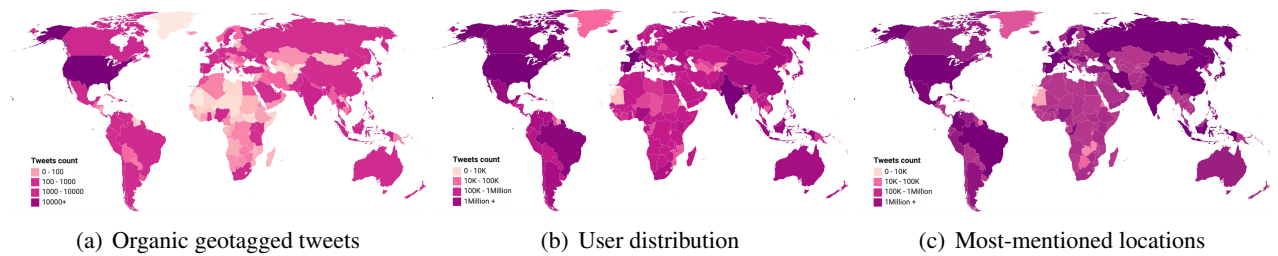 Tweets count
0 - 100
100 - 1000
1000 - 10000
10000+
Tweets count
0 - 10K
10K - 100K
100K - 1Million
1Million +
Tweets count
0 - 10K
10K - 100K
100K - 1Million
1Million +
(a) Organic geotagged tweets
(b) User distribution
(c) Most-mentioned locations